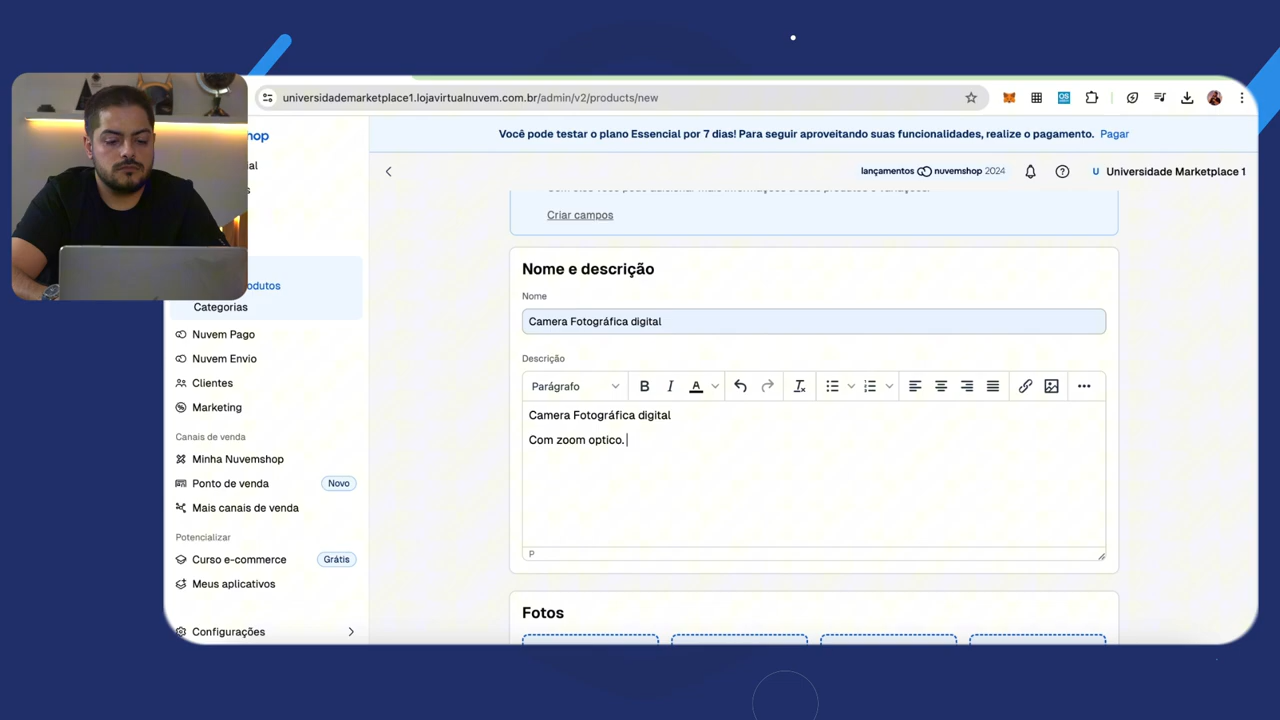 universidademarketplace1.lojavirtualnuvem.com.br/admin/v2/products/new
Você pode testar o plano Essencial por 7 dias! Para seguir aproveitando suas funcionalidades, realize o pagamento. Pagar
lançamentos nuvemshop 2024
U Universidade Marketplace 1
Categorias
Nuvem Pago
Nuvem Envio
Clientes
Marketing
Canais de venda
Minha Nuvemshop
Ponto de venda Novo
Mais canais de venda
Potencializar
Curso e-commerce Grátis
Meus aplicativos
Configurações
Criar campos
Nome e descrição
Nome
Camera Fotográfica digital
Descrição
Parágrafo B I A
Camera Fotográfica digital
Com zoom optico.
P
Fotos